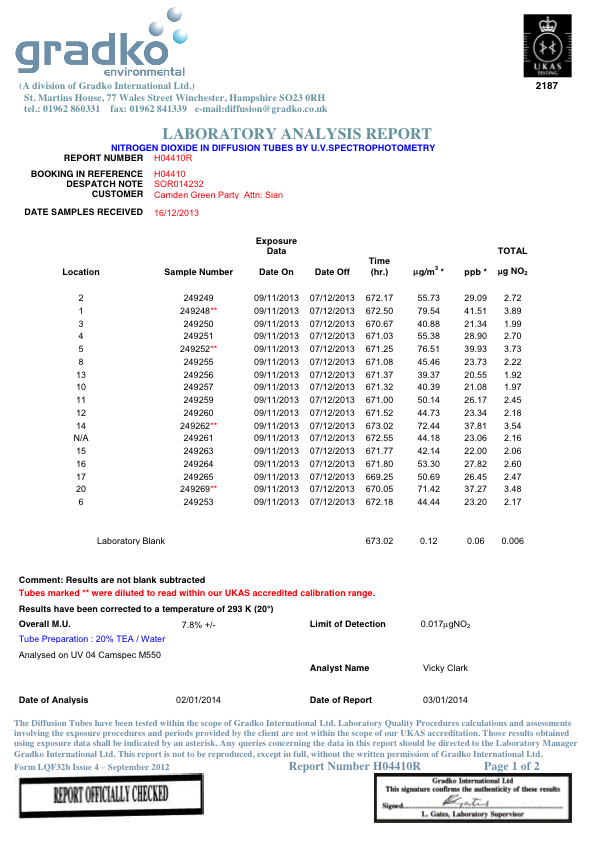 gradko
environmental
UKAS
TESTING
2187
(A division of Gradko International Ltd.)
St. Martins House, 77 Wales Street Winchester, Hampshire SO23 0RH
tel.: 01962 860331 fax: 01962 841339 e-mail:diffusion@gradko.co.uk
LABORATORY ANALYSIS REPORT
NITROGEN DIOXIDE IN DIFFUSION TUBES BY U.V.SPECTROPHOTOMETRY
REPORT NUMBER H04410R
BOOKING IN REFERENCE H04410
DESPATCH NOTE SOR014232
CUSTOMER Camden Green Party Attn: Sian
DATE SAMPLES RECEIVED 16/12/2013
Exposure
Data
TOTAL
Time
Location Sample Number Date On Date Off (hr.) µg/m3 * ppb * µg NO2
2 249249 09/11/2013 07/12/2013 672.17 55.73 29.09 2.72
1 249248** 09/11/2013 07/12/2013 672.50 79.54 41.51 3.89
3 249250 09/11/2013 07/12/2013 670.67 40.88 21.34 1.99
4 249251 09/11/2013 07/12/2013 671.03 55.38 28.90 2.70
5 249252** 09/11/2013 07/12/2013 671.25 76.51 39.93 3.73
8 249255 09/11/2013 07/12/2013 671.08 45.46 23.73 2.22
13 249256 09/11/2013 07/12/2013 671.37 39.37 20.55 1.92
10 249257 09/11/2013 07/12/2013 671.32 40.39 21.08 1.97
11 249259 09/11/2013 07/12/2013 671.00 50.14 26.17 2.45
12 249260 09/11/2013 07/12/2013 671.52 44.73 23.34 2.18
14 249262** 09/11/2013 07/12/2013 673.02 72.44 37.81 3.54
N/A 249261 09/11/2013 07/12/2013 672.55 44.18 23.06 2.16
15 249263 09/11/2013 07/12/2013 671.77 42.14 22.00 2.06
16 249264 09/11/2013 07/12/2013 671.80 53.30 27.82 2.60
17 249265 09/11/2013 07/12/2013 669.25 50.69 26.45 2.47
20 249269** 09/11/2013 07/12/2013 670.05 71.42 37.27 3.48
6 249253 09/11/2013 07/12/2013 672.18 44.44 23.20 2.17
Laboratory Blank 673.02 0.12 0.06 0.006
Comment: Results are not blank subtracted
Tubes marked ** were diluted to read within our UKAS accredited calibration range.
Results have been corrected to a temperature of 293 K (20°)
Overall M.U. 7.8% +/- Limit of Detection 0.017µgNO2
Tube Preparation : 20% TEA / Water
Analysed on UV 04 Camspec M550
Analyst Name Vicky Clark
Date of Analysis 02/01/2014 Date of Report 03/01/2014
The Diffusion Tubes have been tested within the scope of Gradko International Ltd. Laboratory Quality Procedures calculations and assessments
involving the exposure procedures and periods provided by the client are not within the scope of our UKAS accreditation. Those results obtained
using exposure data shall be indicated by an asterisk. Any queries concerning the data in this report should be directed to the Laboratory Manager
Gradko International Ltd. This report is not to be reproduced, except in full, without the written permission of Gradko International Ltd.
Form LQF32b Issue 4 – September 2012 Report Number H04410R Page 1 of 2
REPORT OFFICIALLY CHECKED
Gradko International Ltd
This signature confirms the authenticity of these results
Signed
L. Gates, Laboratory Supervisor